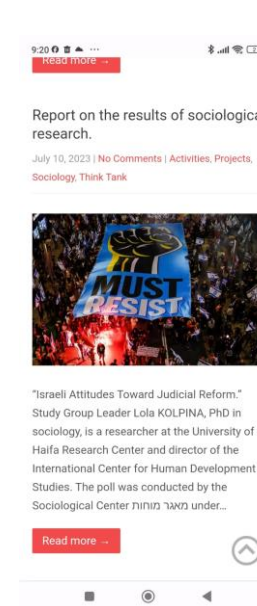 9:20
Read more →
Report on the results of sociologica
research.
July 10, 2023 | No Comments | Activities, Projects,
Sociology, Think Tank
MUST
RESIST
"Israeli Attitudes Toward Judicial Reform."
Study Group Leader Lola KOLPINA, PhD in
sociology, is a researcher at the University of
Haifa Research Center and director of the
International Center for Human Development
Studies. The poll was conducted by the
Sociological Center מאגר מוחות under…
Read more →